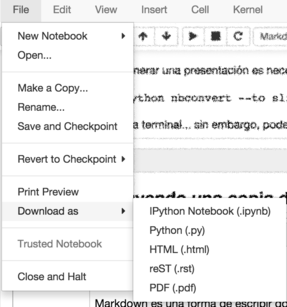 File Edit View Insert Cell Kernel
New Notebook
Open...
Make a Copy...
Rename...
Save and Checkpoint
Revert to Checkpoint
Print Preview
Download as
Trusted Notebook
Close and Halt
IPython Notebook (.ipynb)
Python (.py)
HTML (.html)
reST (.rst)
PDF (.pdf)
C Markd
nerar una presentación es nece
ython nbconvert --to sli
a terminal... sin embargo, pode
yendo una copia d
Markdown es una forma de escribir do